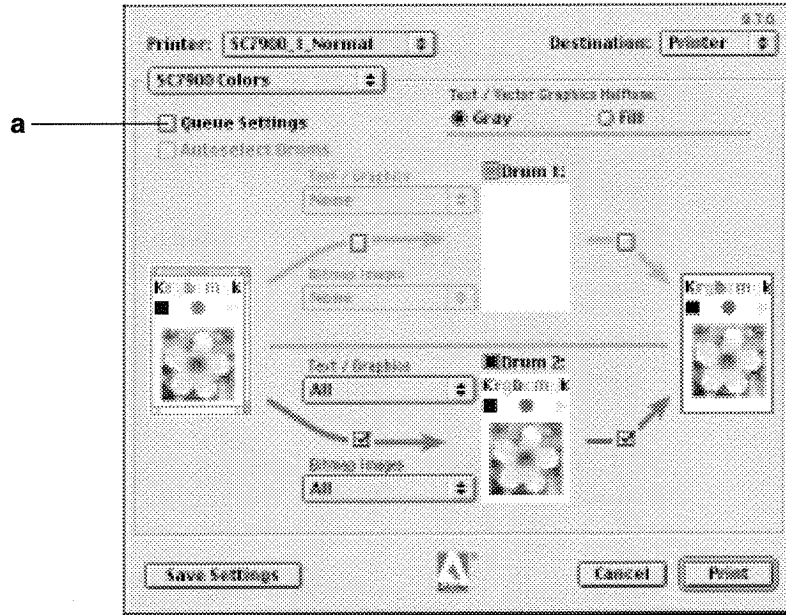 8.7.0
Printer: SC7900_1_Normal Destination: Printer
SC7900 Colors
Text / Vector Graphics Halftone:
a
Queue Settings
Gray Fill
Autoselect Drums
Text / Graphics
None
Drum 1:
Bitmap Images
None
Text / Graphics
All
Drum 2:
Bitmap Images
All
Save Settings
Adobe
Cancel Print